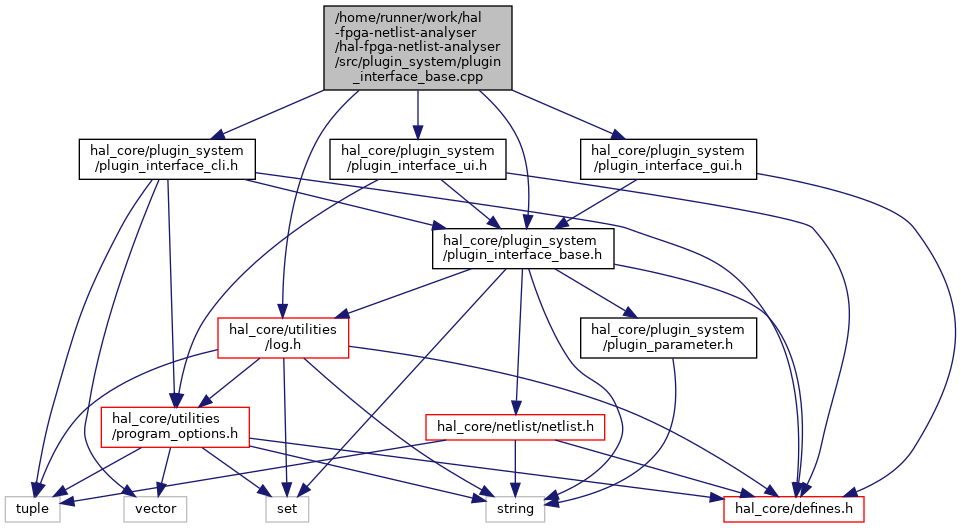 /home/runner/work/hal
-fpga-netlist-analyser
/hal-fpga-netlist-analyser
/src/plugin_system/plugin
_interface_base.cpp
hal_core/plugin_system
/plugin_interface_cli.h
hal_core/plugin_system
/plugin_interface_ui.h
hal_core/plugin_system
/plugin_interface_gui.h
hal_core/plugin_system
/plugin_interface_base.h
hal_core/utilities
/log.h
hal_core/plugin_system
/plugin_parameter.h
hal_core/utilities
/program_options.h
hal_core/netlist/netlist.h
tuple
vector
set
string
hal_core/defines.h